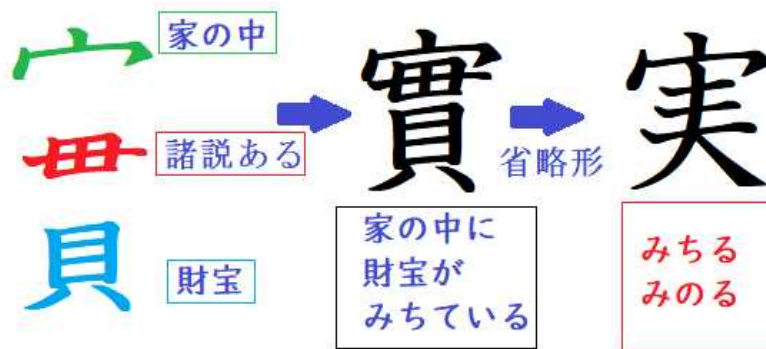 宀
家の中
毌
諸説ある
貝
財宝
實
家の中に
財宝が
みちている
省略形
実
みちる
みのる